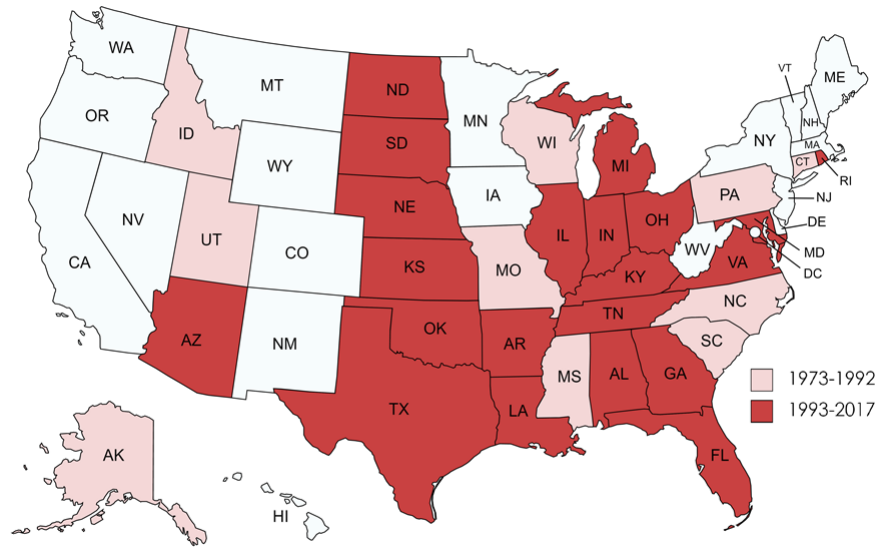 WA
OR
CA
NV
ID
MT
WY
UT
CO
AZ
NM
ND
SD
NE
KS
OK
TX
MN
IA
MO
AR
LA
WI
IL
MI
IN
OH
KY
TN
MS
AL
GA
FL
SC
NC
VA
WV
PA
NY
VT
NH
ME
MA
CT
RI
NJ
DE
MD
DC
AK
HI
1973-1992
1993-2017